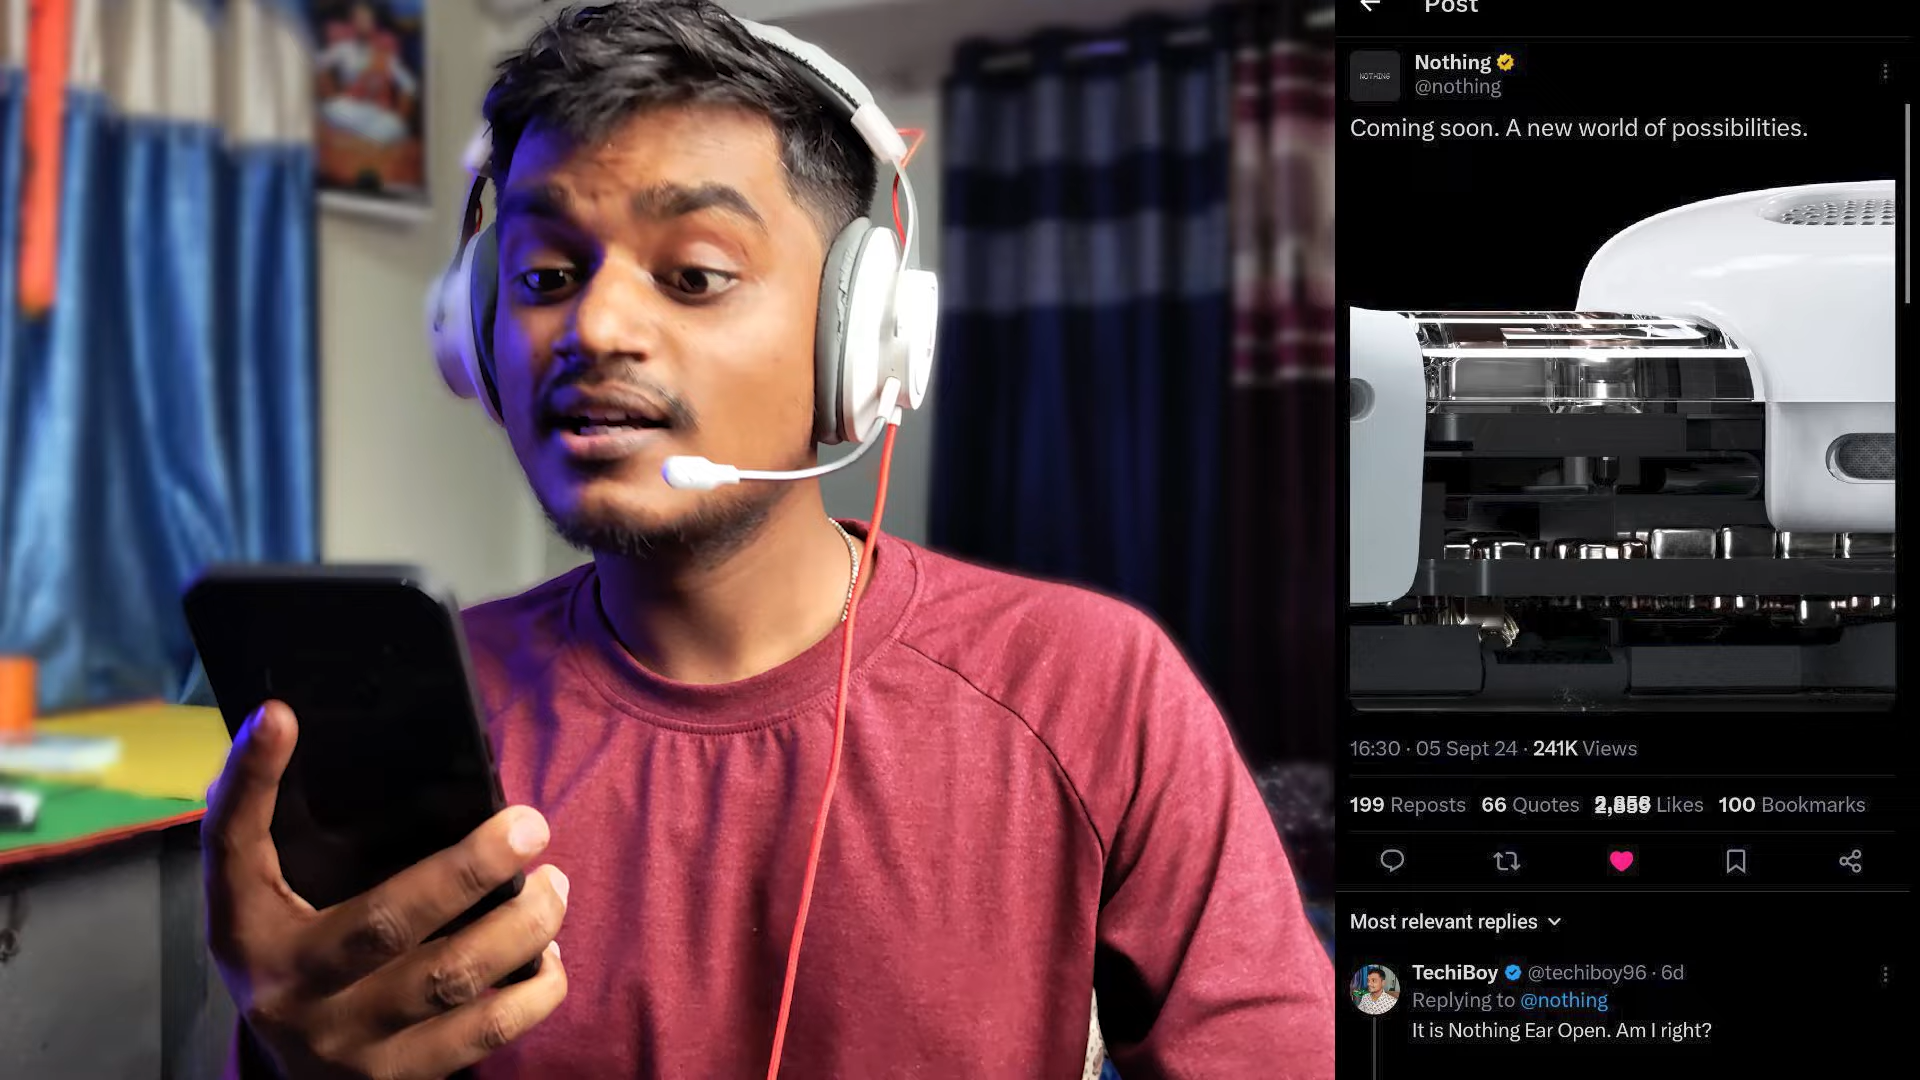 Post
Nothing
NOTHING
@nothing
Coming soon. A new world of possibilities.
16:30 · 05 Sept 24 · 241K Views
199 Reposts 66 Quotes Likes 100 Bookmarks
Most relevant replies
TechiBoy @techiboy96 · 6d
Replying to @nothing
It is Nothing Ear Open. Am I right?